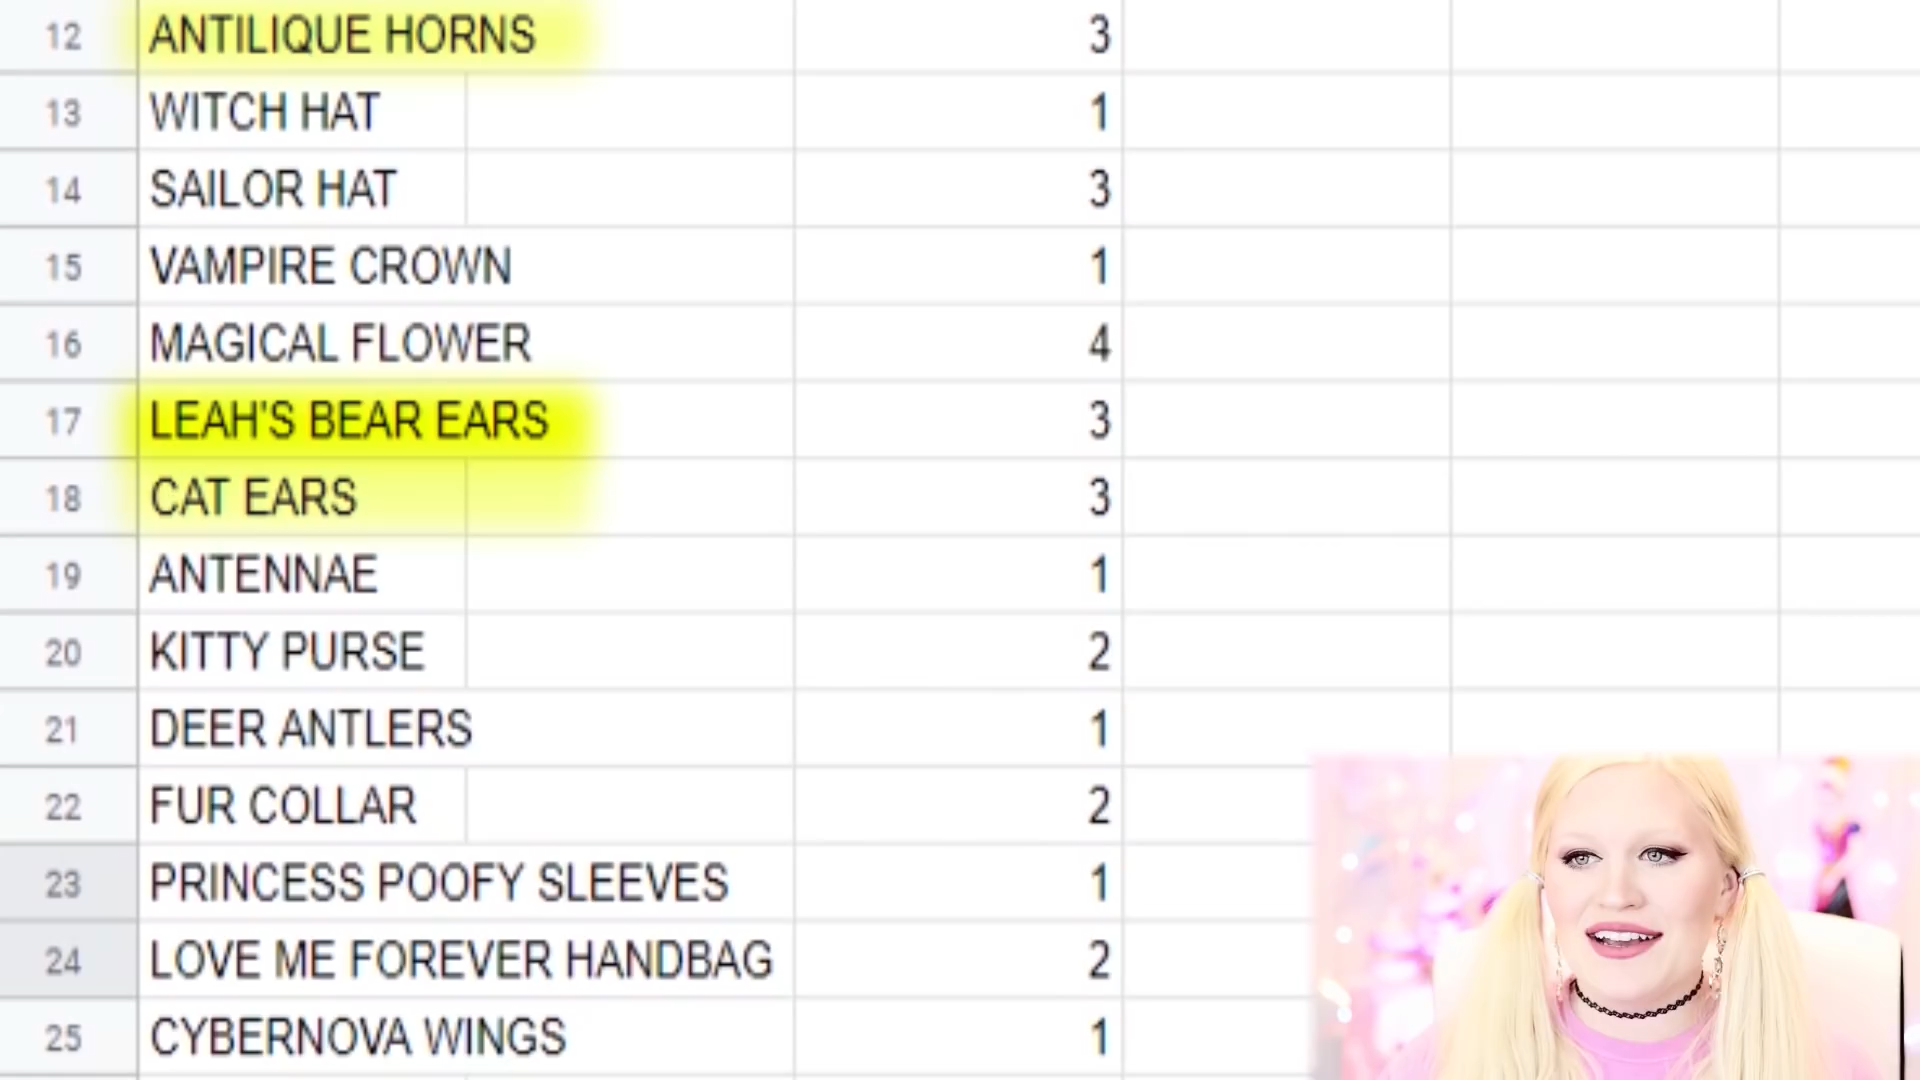 12 ANTILIQUE HORNS 3
13 WITCH HAT 1
14 SAILOR HAT 3
15 VAMPIRE CROWN 1
16 MAGICAL FLOWER 4
17 LEAH'S BEAR EARS 3
18 CAT EARS 3
19 ANTENNAE 1
20 KITTY PURSE 2
21 DEER ANTLERS 1
22 FUR COLLAR 2
23 PRINCESS POOFY SLEEVES 1
24 LOVE ME FOREVER HANDBAG 2
25 CYBERNOVA WINGS 1